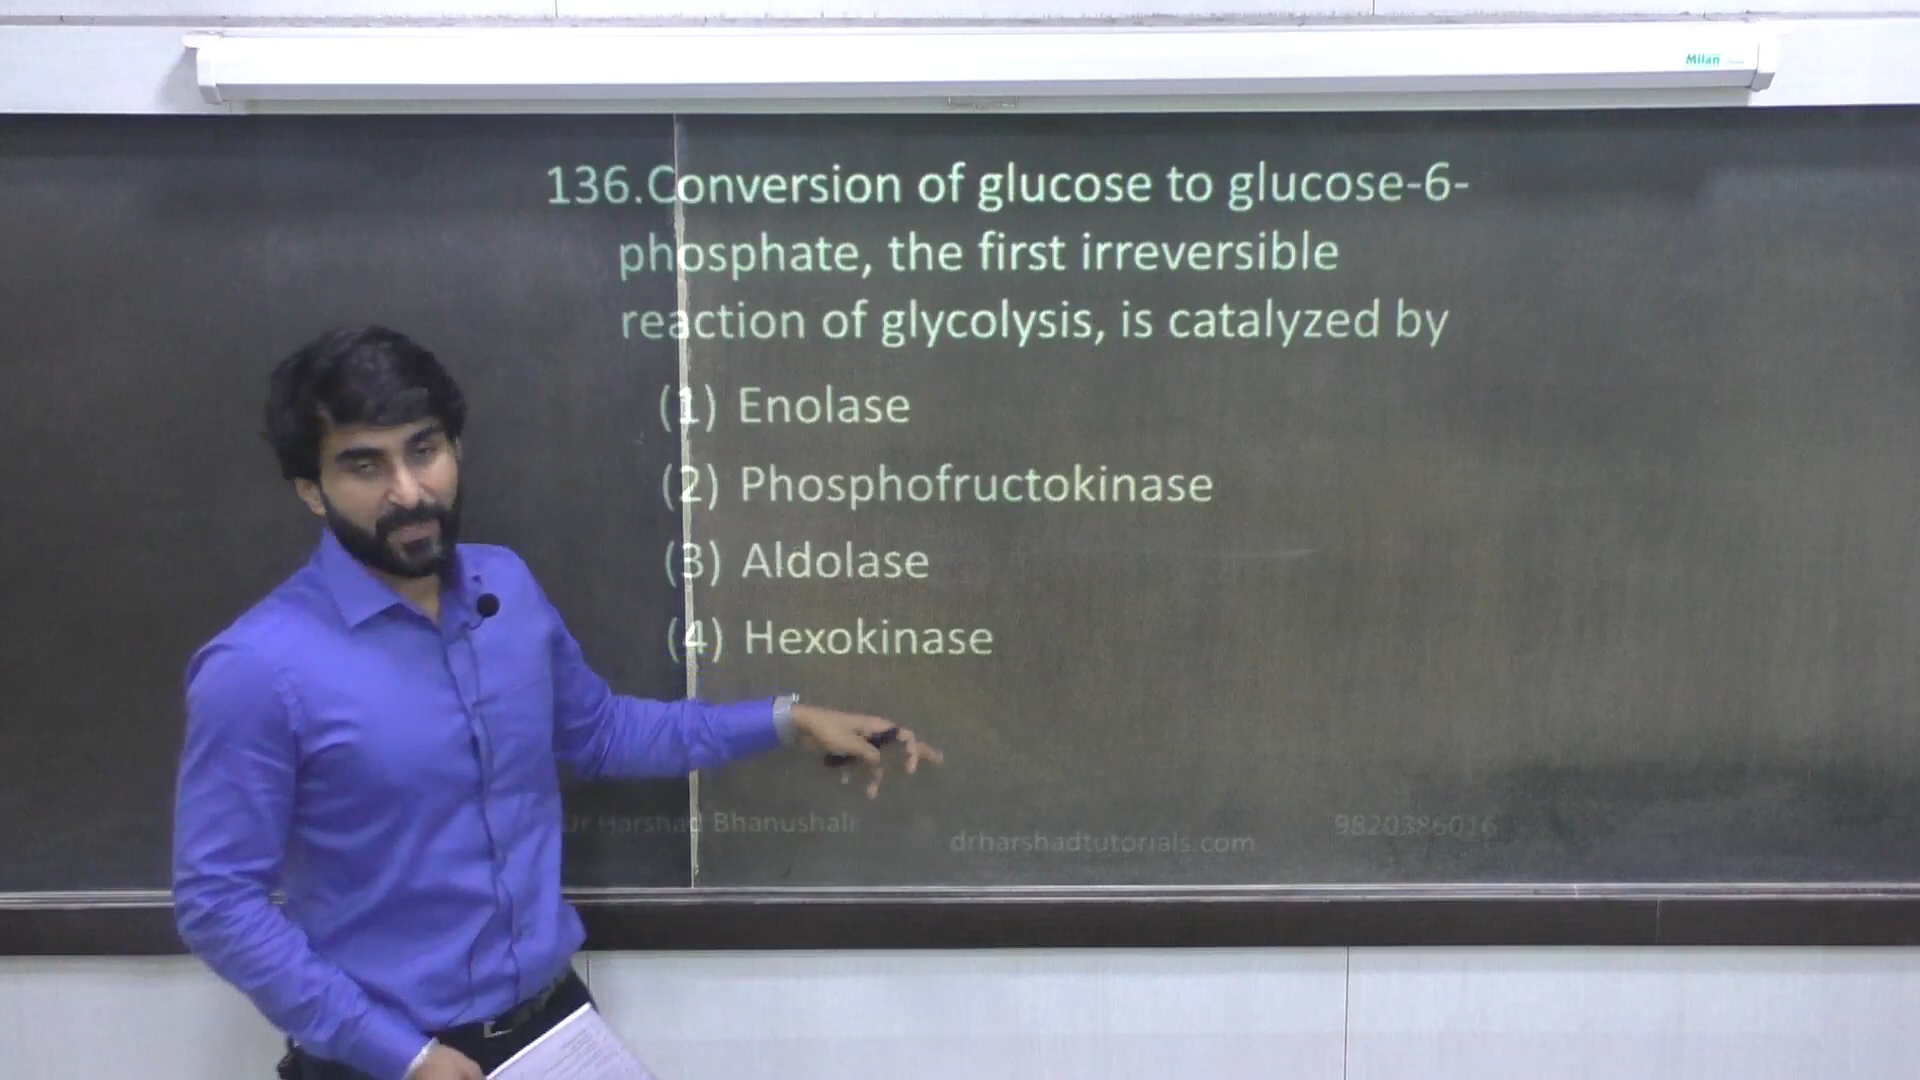 Milan
136.Conversion of glucose to glucose-6-
phosphate, the first irreversible
reaction of glycolysis, is catalyzed by
(1) Enolase
(2) Phosphofructokinase
(3) Aldolase
(4) Hexokinase
Dr Harshad Bhanushali
drharshadtutorials.com
9820386016